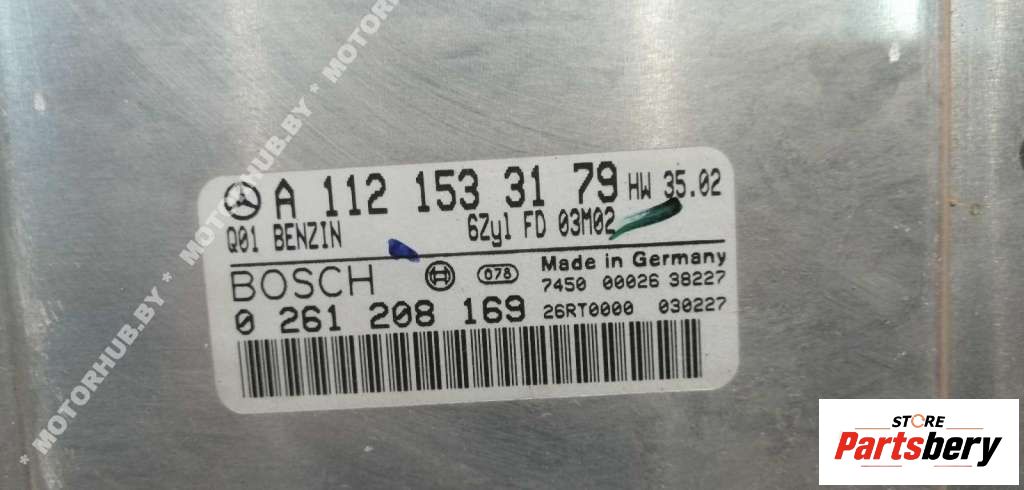 * MOTORHUB.BY * MOTORHUB.BY * MOTORHUB.BY
A 112 153 31 79 HW 35.02
Q01 BENZIN 6Zyl FD 03M02
BOSCH 078 Made in Germany
7450 00026 38227
0 261 208 169 26RT0000 030227
STORE
Partsbery